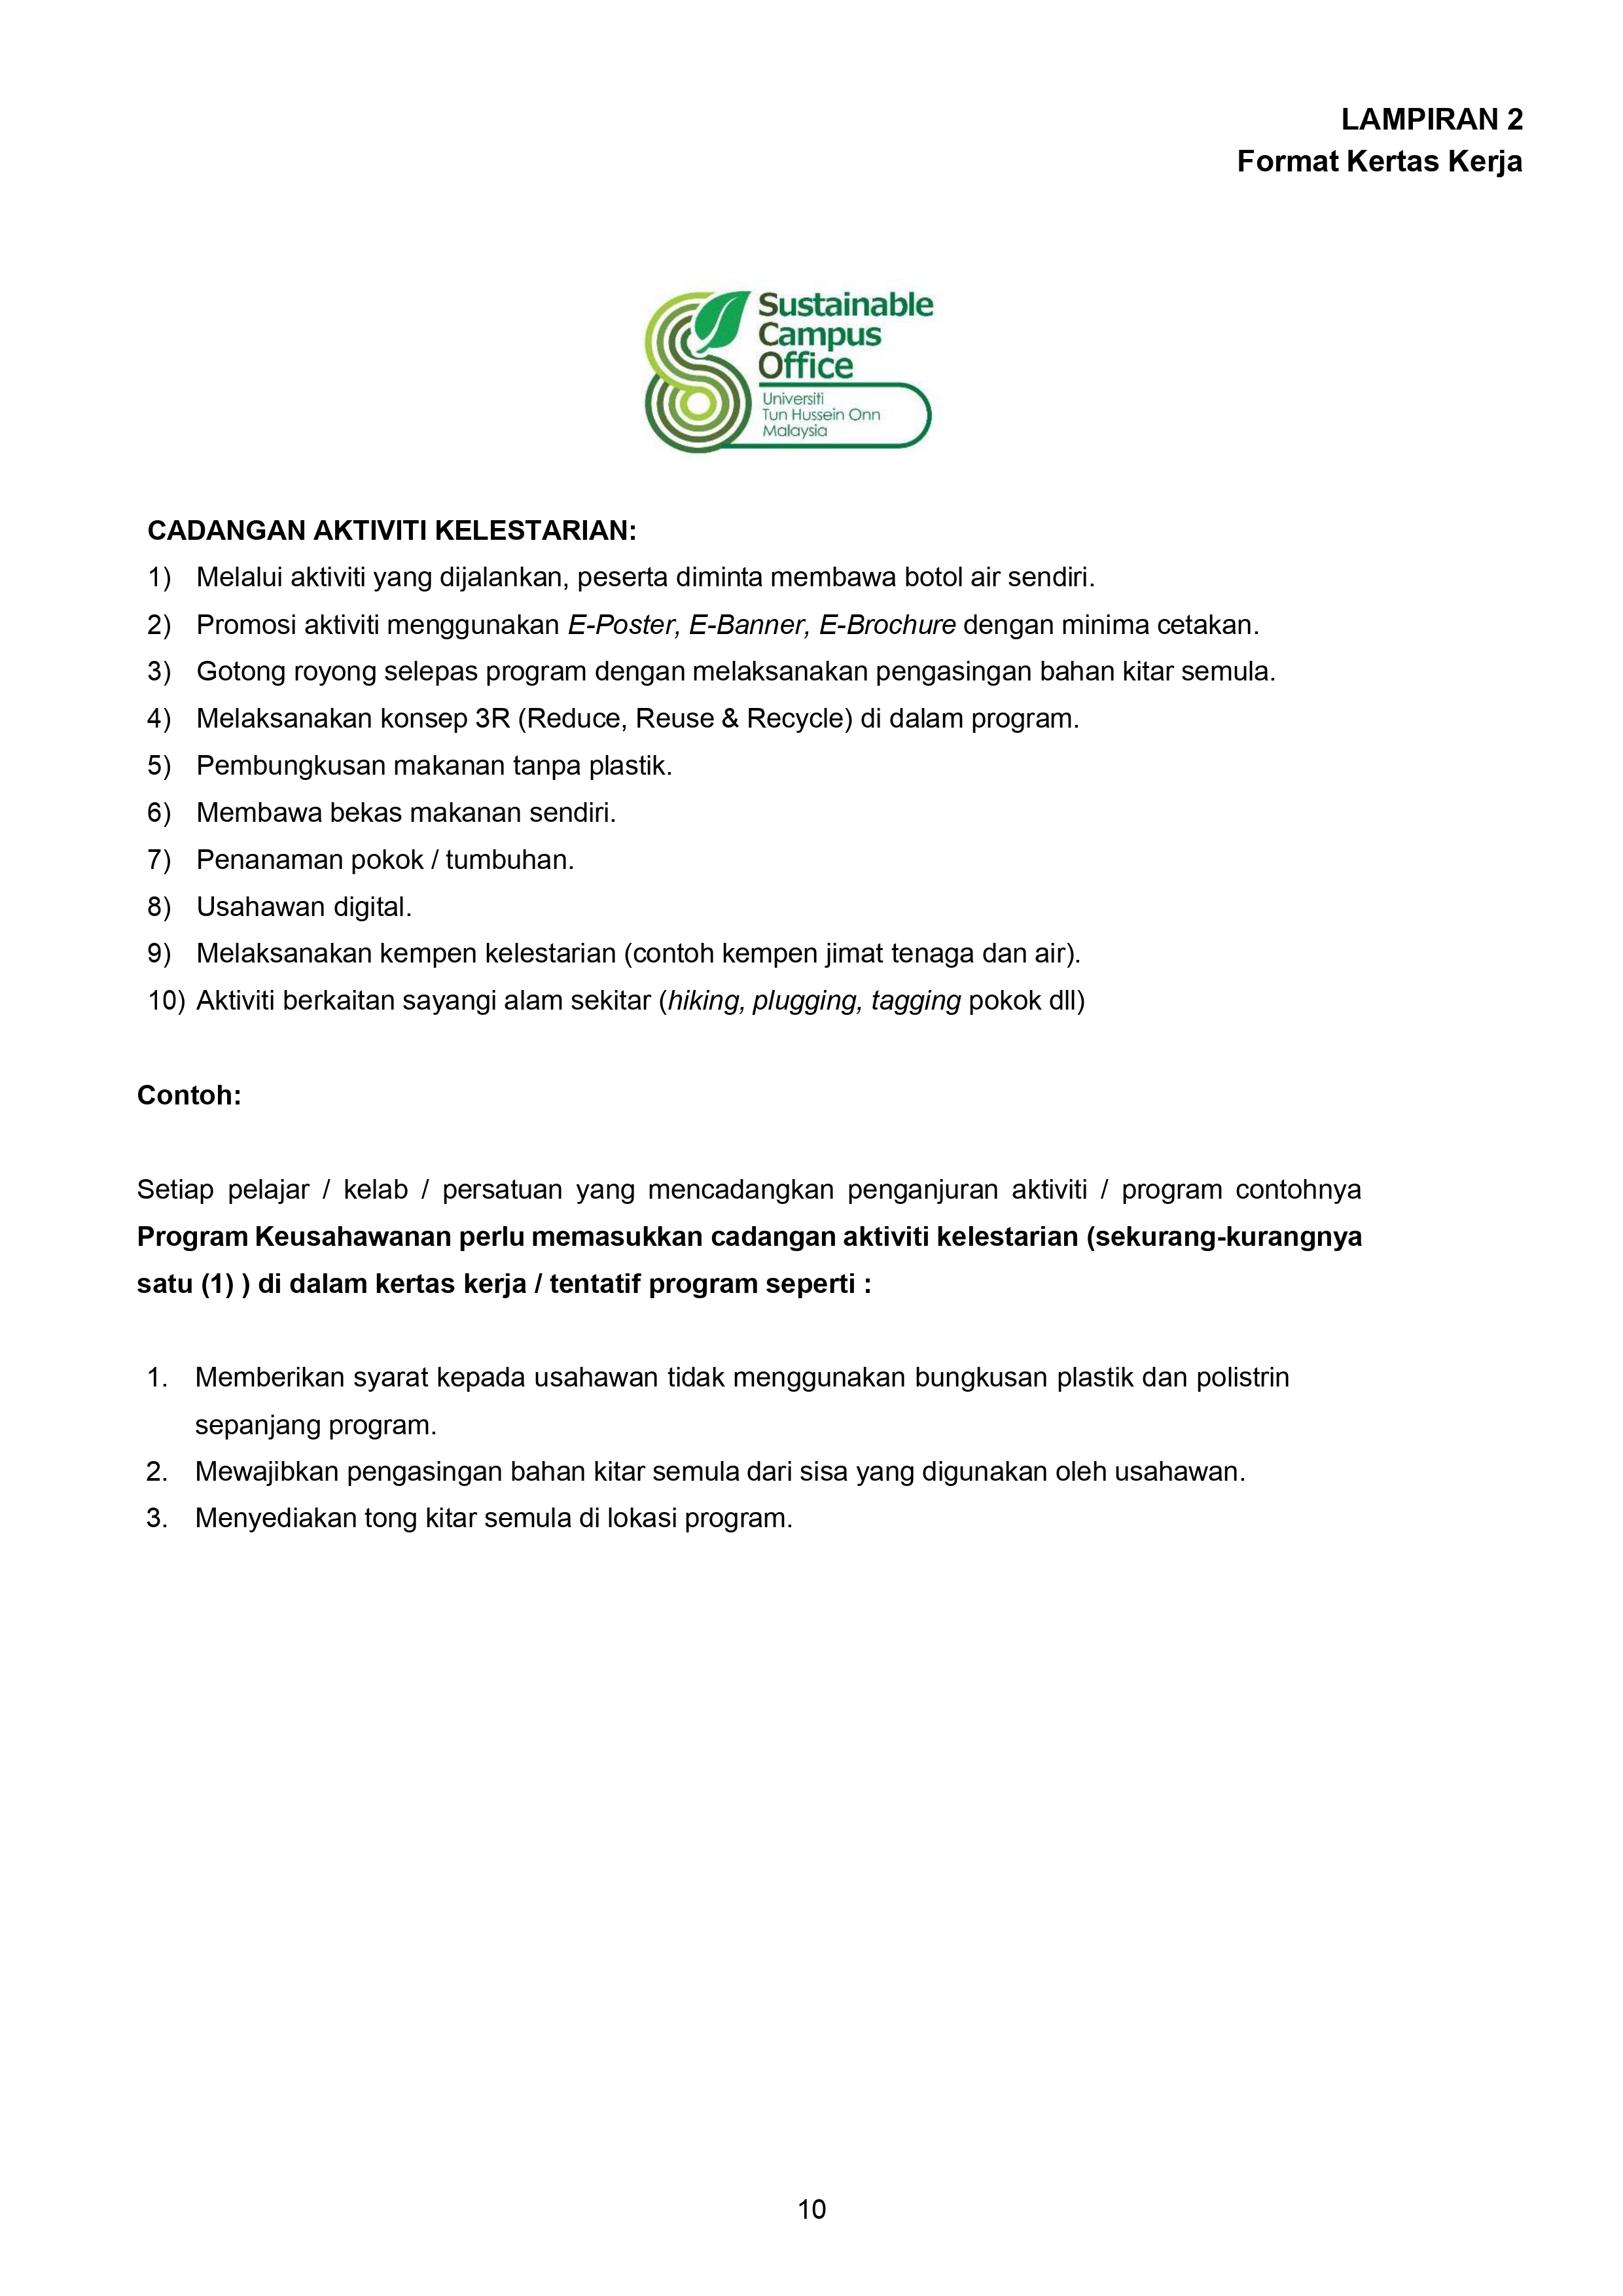 LAMPIRAN 2
Format Kertas Kerja
Sustainable
Campus
Office
Universiti
Tun Hussein Onn
Malaysia
CADANGAN AKTIVITI KELESTARIAN:
1) Melalui aktiviti yang dijalankan, peserta diminta membawa botol air sendiri.
2) Promosi aktiviti menggunakan E-Poster, E-Banner, E-Brochure dengan minima cetakan.
3) Gotong royong selepas program dengan melaksanakan pengasingan bahan kitar semula.
4) Melaksanakan konsep 3R (Reduce, Reuse & Recycle) di dalam program.
5) Pembungkusan makanan tanpa plastik.
6) Membawa bekas makanan sendiri.
7) Penanaman pokok / tumbuhan.
8) Usahawan digital.
9) Melaksanakan kempen kelestarian (contoh kempen jimat tenaga dan air).
10) Aktiviti berkaitan sayangi alam sekitar (hiking, plugging, tagging pokok dll)
Contoh:
Setiap pelajar / kelab / persatuan yang mencadangkan penganjuran aktiviti / program contohnya
Program Keusahawanan perlu memasukkan cadangan aktiviti kelestarian (sekurang-kurangnya
satu (1) ) di dalam kertas kerja / tentatif program seperti :
1. Memberikan syarat kepada usahawan tidak menggunakan bungkusan plastik dan polistrin
sepanjang program.
2. Mewajibkan pengasingan bahan kitar semula dari sisa yang digunakan oleh usahawan.
3. Menyediakan tong kitar semula di lokasi program.
10